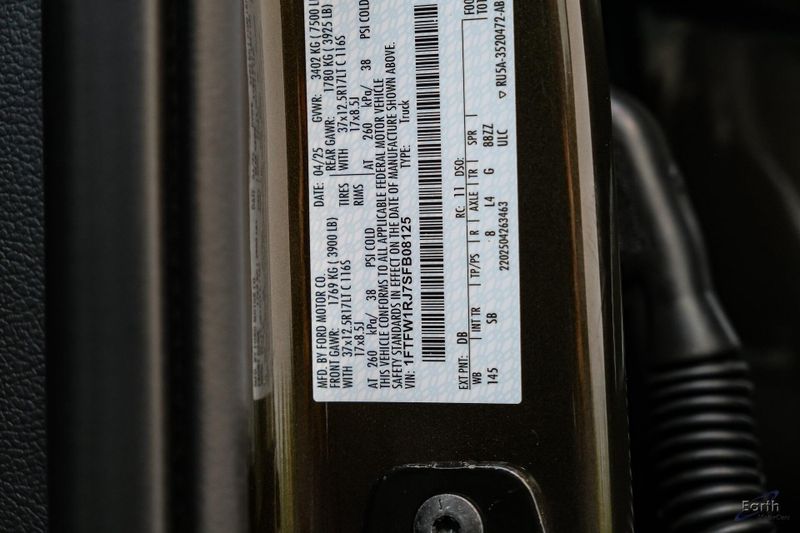 MFD. BY FORD MOTOR CO.
DATE: 04/25 GVWR: 3402 KG (7500 L
FRONT GAWR: 1769 KG (3900 LB) REAR GAWR: 1780 KG (3925 LB
WITH 37x12.5R17LT C 116S TIRES WITH 37x12.5R17LT C 116S
17x8.5J RIMS 17x8.5J
AT 260 kPa/ 38 PSI COLD AT 260 kPa/ 38 PSI COLD
THIS VEHICLE CONFORMS TO ALL APPLICABLE FEDERAL MOTOR VEHICLE
SAFETY STANDARDS IN EFFECT ON THE DATE OF MANUFACTURE SHOWN ABOVE.
VIN: 1FTFW1RJ7SFB08125 TYPE: Truck
EXT PNT: DB RC: 11 DSO: FOO
WB INT TR TP/PS R AXLE TR SPR TOT
145 SB 8 L4 G BBZZ
ULC
2202504263463 ▽ RU5A-3520472-AB
Earth
MotorCars